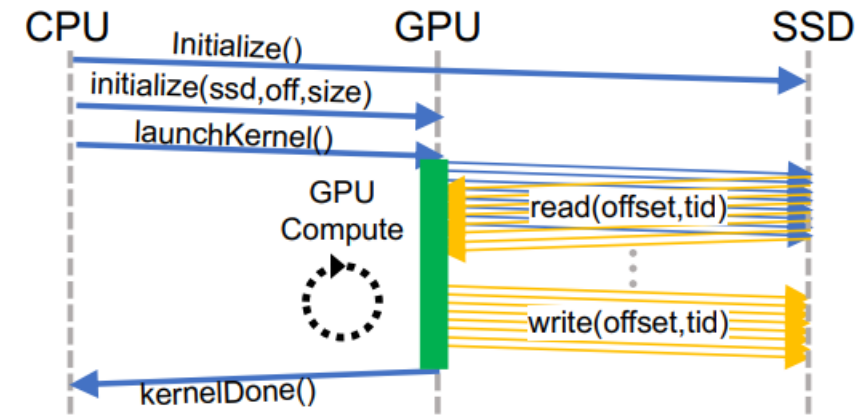 CPU GPU SSD
Initialize()
initialize(ssd,off,size)
launchKernel()
GPU
Compute
read(offset,tid)
write(offset,tid)
kernelDone()